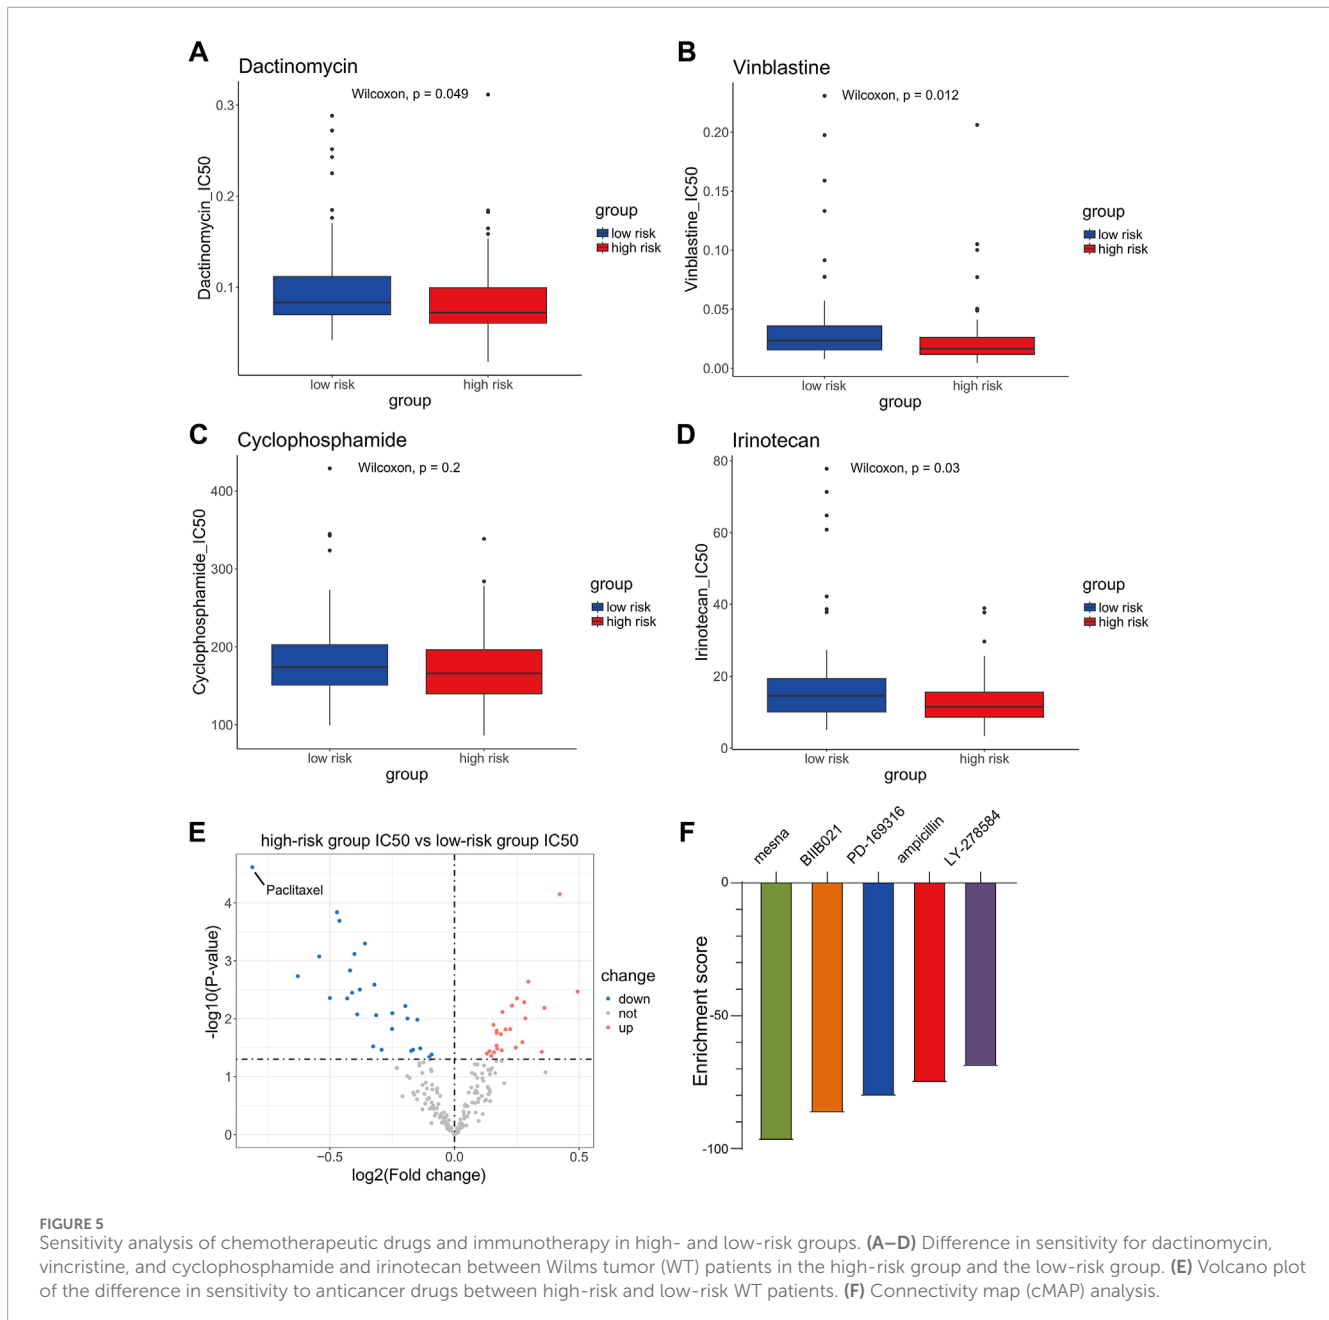 A
Dactinomycin
Wilcoxon, p = 0.049
Dactinomycin_IC50
0.3
0.2
0.1
low risk
high risk
group
group
low risk
high risk
B
Vinblastine
Wilcoxon, p = 0.012
Vinblastine_IC50
0.20
0.15
0.10
0.05
0.00
low risk
high risk
group
group
low risk
high risk
C
Cyclophosphamide
Wilcoxon, p = 0.2
Cyclophosphamide_IC50
400
300
200
100
low risk
high risk
group
group
low risk
high risk
D
Irinotecan
Wilcoxon, p = 0.03
Irinotecan_IC50
80
60
40
20
0
low risk
high risk
group
group
low risk
high risk
E
high-risk group IC50 vs low-risk group IC50
Paclitaxel
-log10(P-value)
4
3
2
1
0
−0.5
0.0
0.5
log2(Fold change)
change
down
not
up
F
mesna
BIIB021
PD-169316
ampicillin
LY-278584
Enrichment score
0
-50
-100
FIGURE 5
Sensitivity analysis of chemotherapeutic drugs and immunotherapy in high- and low-risk groups. (A–D) Difference in sensitivity for dactinomycin,
vincristine, and cyclophosphamide and irinotecan between Wilms tumor (WT) patients in the high-risk group and the low-risk group. (E) Volcano plot
of the difference in sensitivity to anticancer drugs between high-risk and low-risk WT patients. (F) Connectivity map (cMAP) analysis.